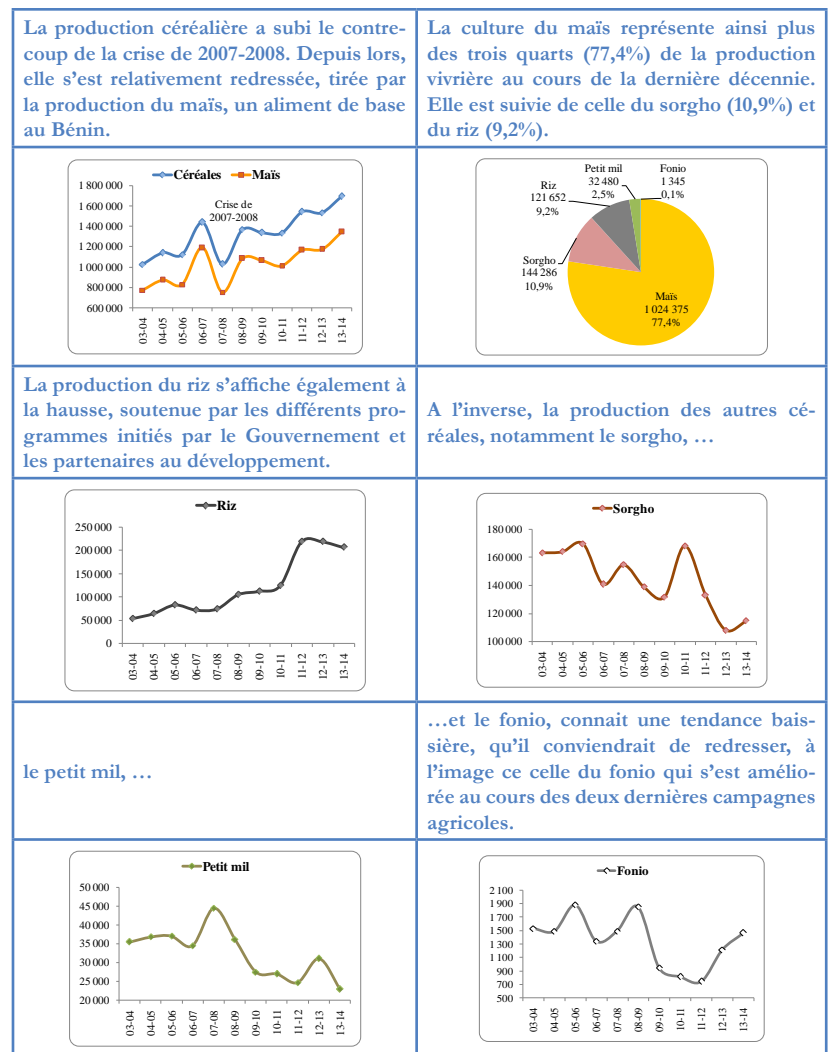 La production céréalière a subi le contre-
coup de la crise de 2007-2008. Depuis lors,
elle s’est relativement redressée, tirée par
la production du maïs, un aliment de base
au Bénin.
La culture du maïs représente ainsi plus
des trois quarts (77,4%) de la production
vivrière au cours de la dernière décennie.
Elle est suivie de celle du sorgho (10,9%) et
du riz (9,2%).
Céréales Maïs
1 800 000
1 600 000
1 400 000
1 200 000
1 000 000
800 000
600 000
Crise de
2007-2008
03-04
04-05
05-06
06-07
07-08
08-09
09-10
10-11
11-12
12-13
13-14
Petit mil
32 480
2,5%
Fonio
1 345
0,1%
Riz
121 652
9,2%
Sorgho
144 286
10,9%
Maïs
1 024 375
77,4%
La production du riz s’affiche également à
la hausse, soutenue par les différents pro-
grammes initiés par le Gouvernement et
les partenaires au développement.
A l’inverse, la production des autres cé-
réales, notamment le sorgho, …
Riz
250 000
200 000
150 000
100 000
50 000
0
03-04
04-05
05-06
06-07
07-08
08-09
09-10
10-11
11-12
12-13
13-14
Sorgho
180 000
160 000
140 000
120 000
100 000
03-04
04-05
05-06
06-07
07-08
08-09
09-10
10-11
11-12
12-13
13-14
le petit mil, …
…et le fonio, connait une tendance bais-
sière, qu’il conviendrait de redresser, à
l’image ce celle du fonio qui s’est amélio-
rée au cours des deux dernières campagnes
agricoles.
Petit mil
50 000
45 000
40 000
35 000
30 000
25 000
20 000
03-04
04-05
05-06
06-07
07-08
08-09
09-10
10-11
11-12
12-13
13-14
Fonio
2 100
1 900
1 700
1 500
1 300
1 100
900
700
500
03-04
04-05
05-06
06-07
07-08
08-09
09-10
10-11
11-12
12-13
13-14